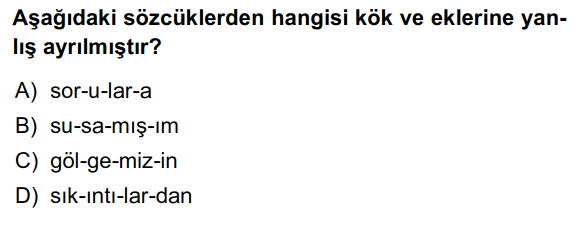 Aşağıdaki sözcüklerden hangisi kök ve eklerine yan-
lış ayrılmıştır?
A) sor-u-lar-a
B) su-sa-mış-ım
C) göl-ge-miz-in
D) sık-ıntı-lar-dan